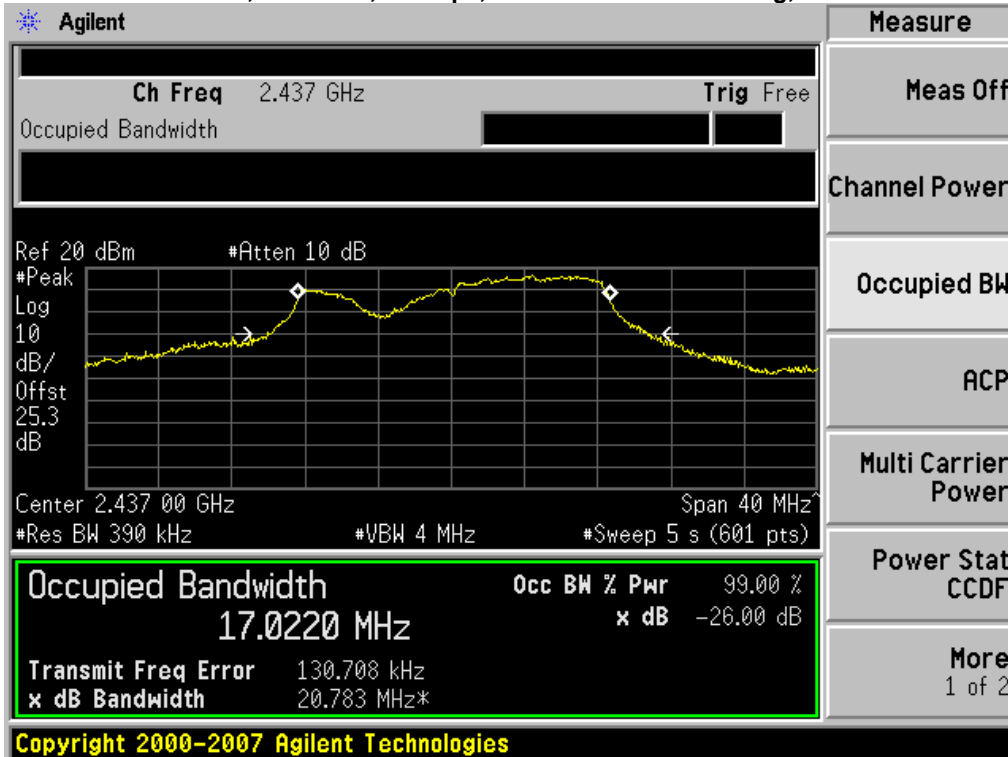 Agilent
Measure
Ch Freq 2.437 GHz Trig Free
Occupied Bandwidth
Meas Off
Channel Power
Occupied BW
ACP
Multi Carrier
Power
Power Stat
CCDF
More
1 of 2
Ref 20 dBm #Atten 10 dB
#Peak
Log
10
dB/
Offst
25.3
dB
Center 2.437 00 GHz Span 40 MHz^
#Res BW 390 kHz #VBW 4 MHz #Sweep 5 s (601 pts)
Occupied Bandwidth Occ BW % Pwr 99.00 %
17.0220 MHz x dB -26.00 dB
Transmit Freq Error 130.708 kHz
x dB Bandwidth 20.783 MHz*
Copyright 2000-2007 Agilent Technologies